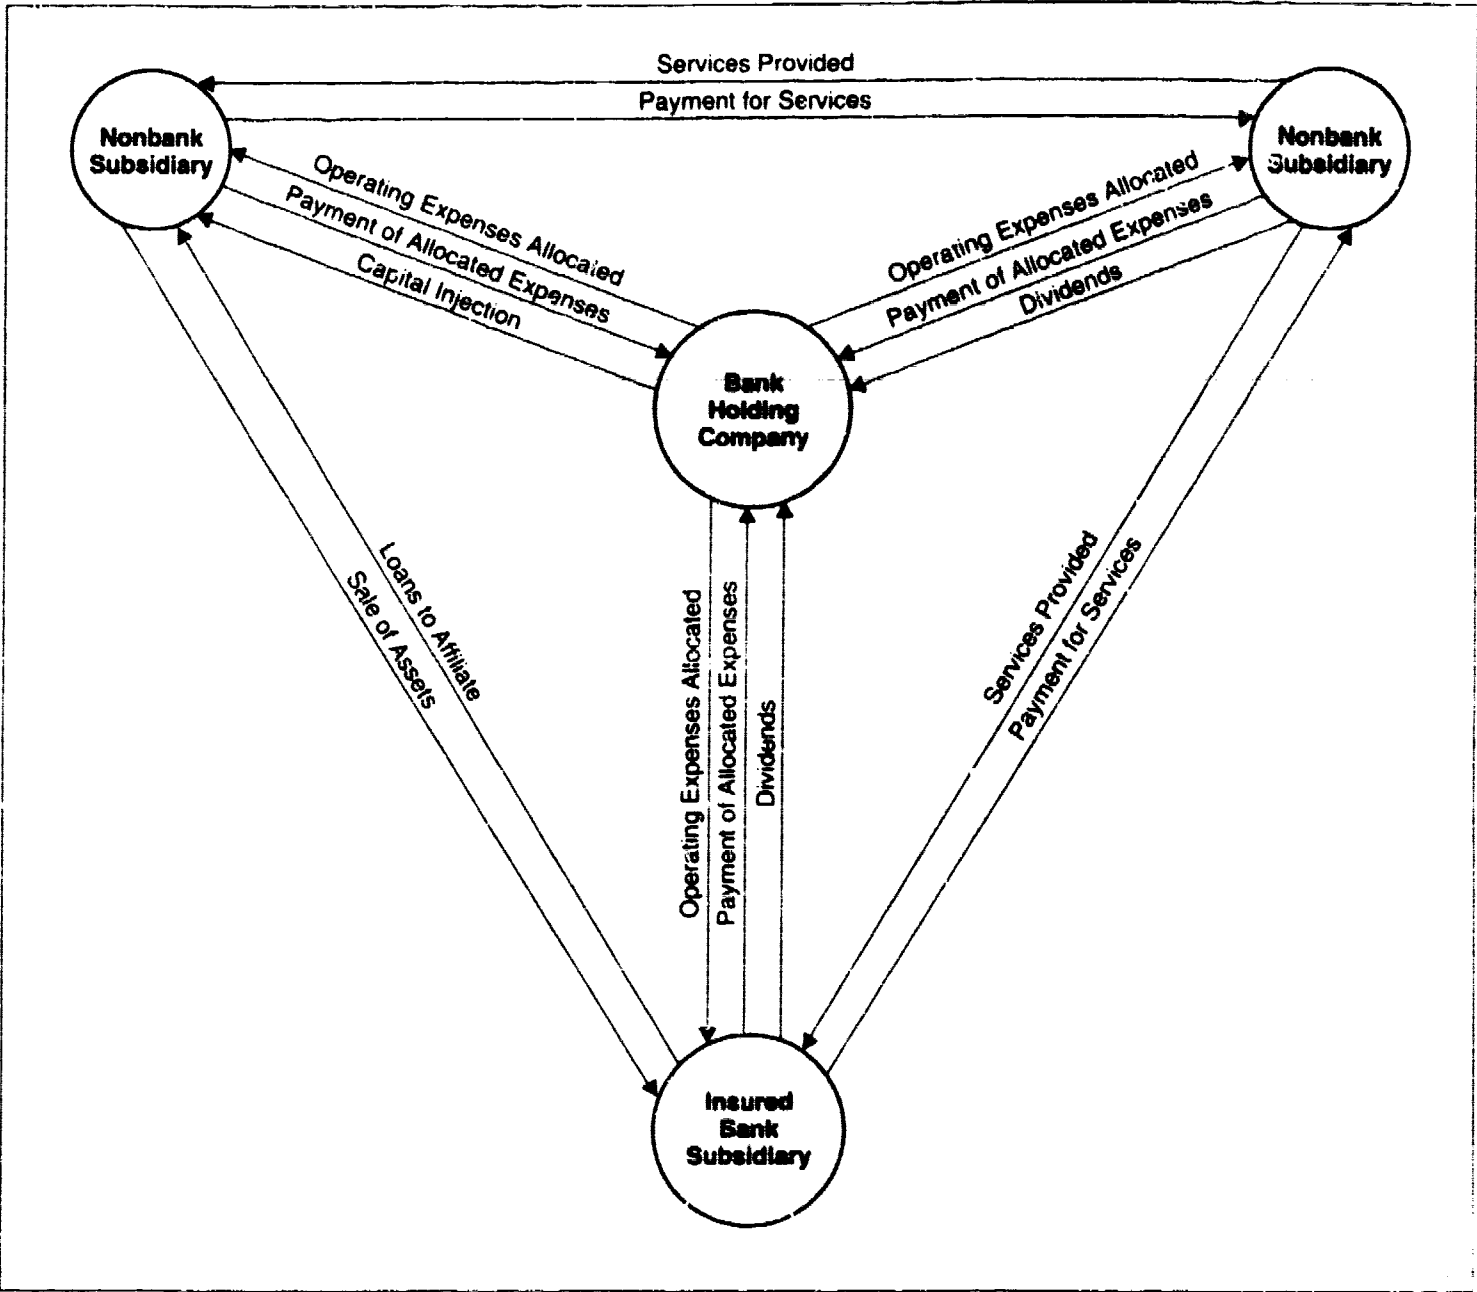 Services Provided
Payment for Services
Nonbank
Subsidiary
Nonbank
Subsidiary
Operating Expenses Allocated
Payment of Allocated Expenses
Capital Injection
Operating Expenses Allocated
Payment of Allocated Expenses
Dividends
Bank
Holding
Company
Loans to Affiliate
Sale of Assets
Operating Expenses Allocated
Payment of Allocated Expenses
Dividends
Services Provided
Payment for Services
Insured
Bank
Subsidiary